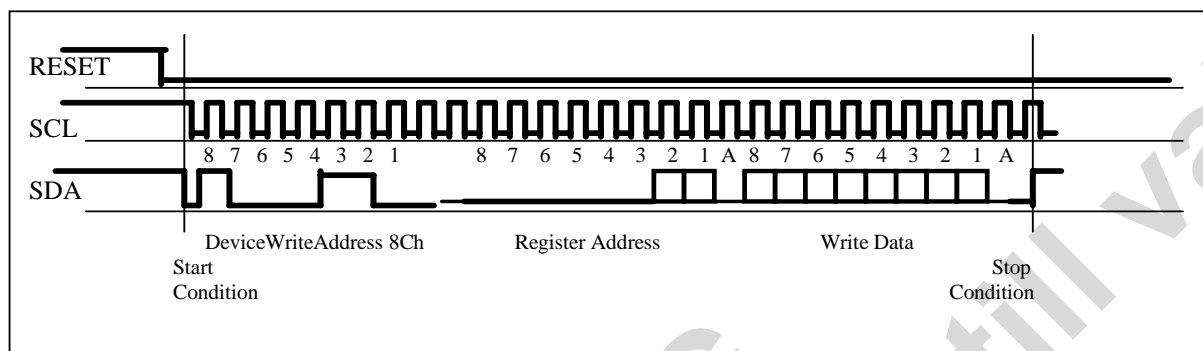 RESET
SCL
8 7 6 5 4 3 2 1 8 7 6 5 4 3 2 1 A 8 7 6 5 4 3 2 1 A
SDA
DeviceWriteAddress 8Ch Register Address Write Data
Start Stop
Condition Condition
still